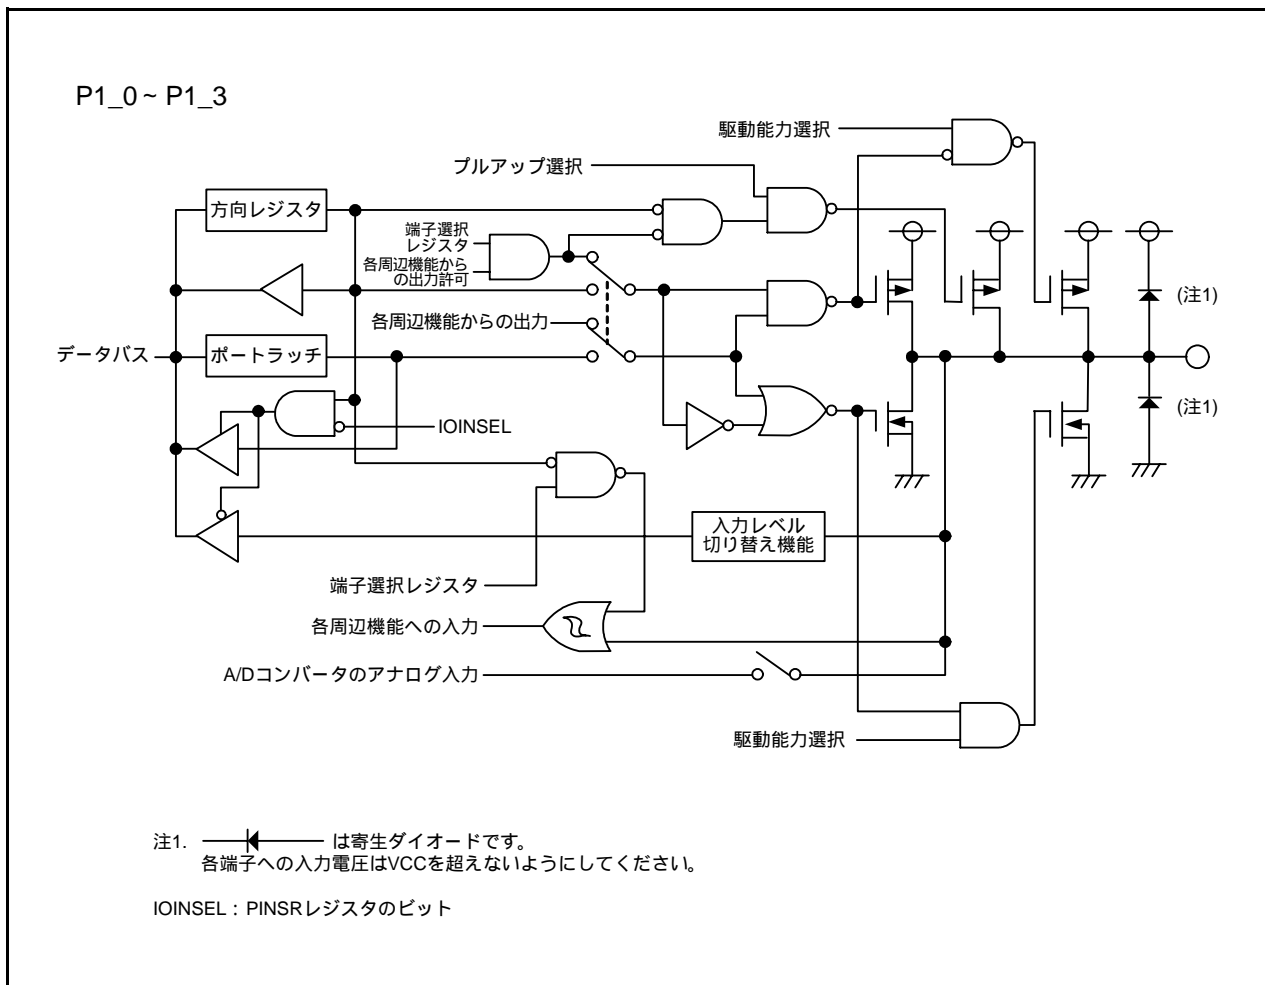 P1_0 ~ P1_3
駆動能力選択
プルアップ選択
方向レジスタ
端子選択
レジスタ
各周辺機能から
の出力許可
(注1)
各周辺機能からの出力
データバス
ポートラッチ
(注1)
IOINSEL
入力レベル
切り替え機能
端子選択レジスタ
各周辺機能への入力
A/Dコンバータのアナログ入力
駆動能力選択
注1. は寄生ダイオードです。
各端子への入力電圧はVCCを超えないようにしてください。
IOINSEL : PINSRレジスタのビット